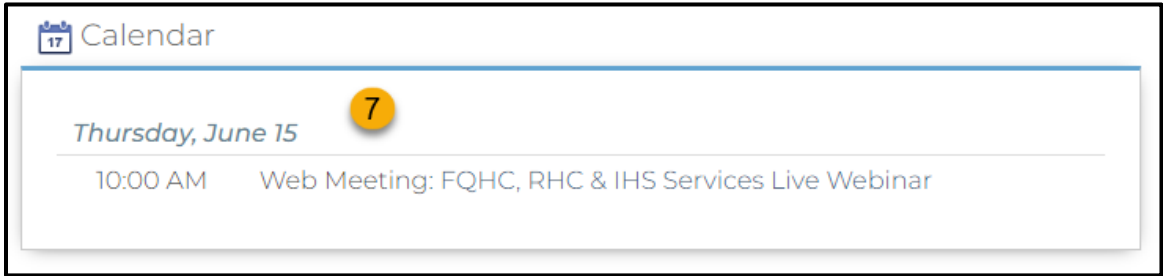 17 Calendar
7
Thursday, June 15
10:00 AM Web Meeting: FQHC, RHC & IHS Services Live Webinar